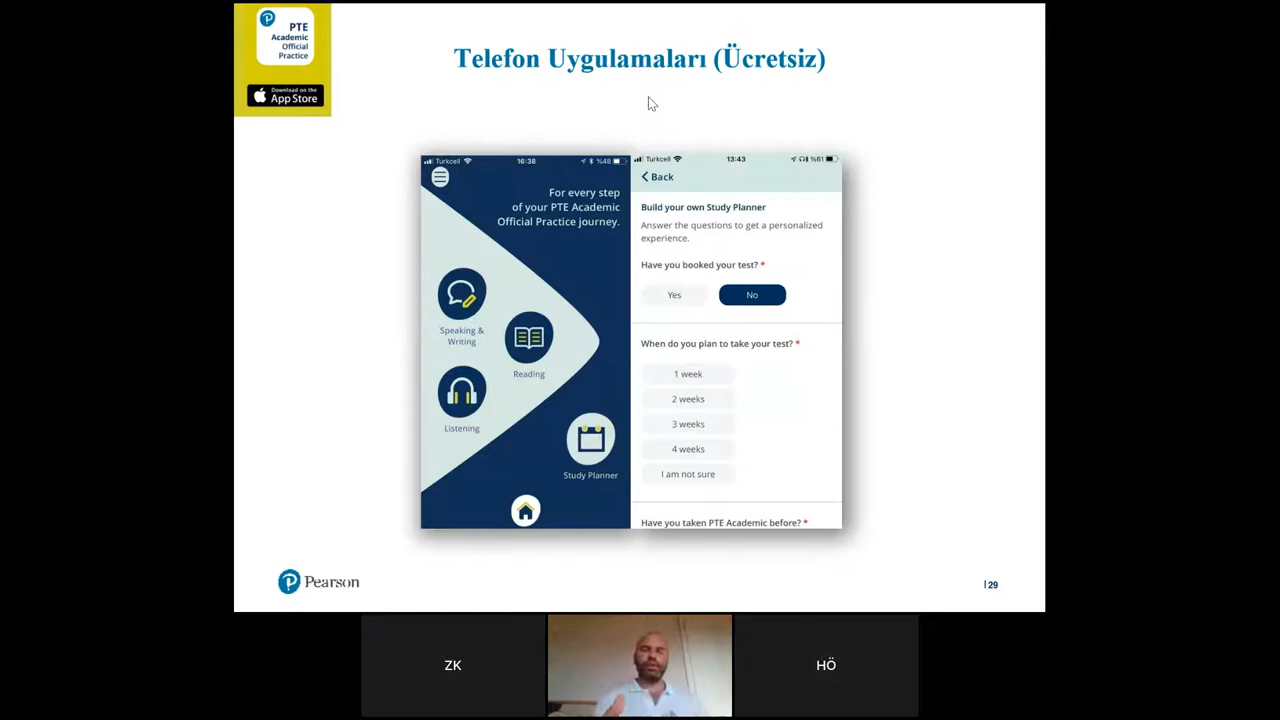 PTE
Academic
Official
Practice
Download on the
App Store
Telefon Uygulamaları (Ücretsiz)
Turkcell 16:38 %48
For every step
of your PTE Academic
Official Practice journey.
Speaking &
Writing
Reading
Listening
Study Planner
Turkcell 13:43 %61
Back
Build your own Study Planner
Answer the questions to get a personalized
experience.
Have you booked your test? *
Yes No
When do you plan to take your test? *
1 week
2 weeks
3 weeks
4 weeks
I am not sure
Have you taken PTE Academic before? *
Pearson
| 29
ZK
HÖ